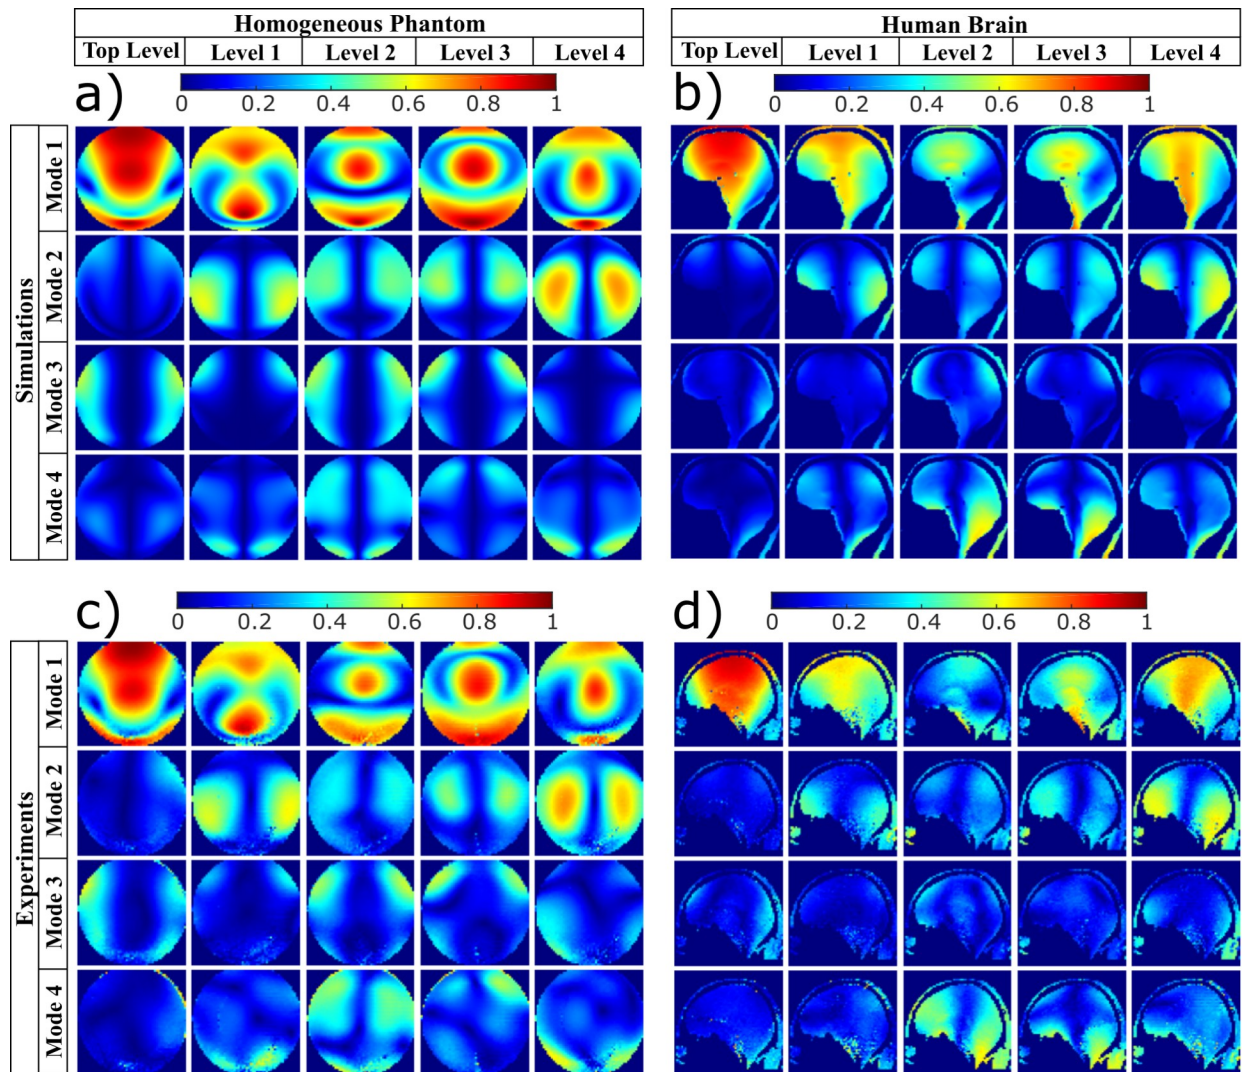 Homogeneous Phantom
Top Level Level 1 Level 2 Level 3 Level 4
Human Brain
Top Level Level 1 Level 2 Level 3 Level 4
a)
0 0.2 0.4 0.6 0.8 1
b)
0 0.2 0.4 0.6 0.8 1
Simulations
Mode 1
Mode 2
Mode 3
Mode 4
c)
0 0.2 0.4 0.6 0.8 1
d)
0 0.2 0.4 0.6 0.8 1
Experiments
Mode 1
Mode 2
Mode 3
Mode 4